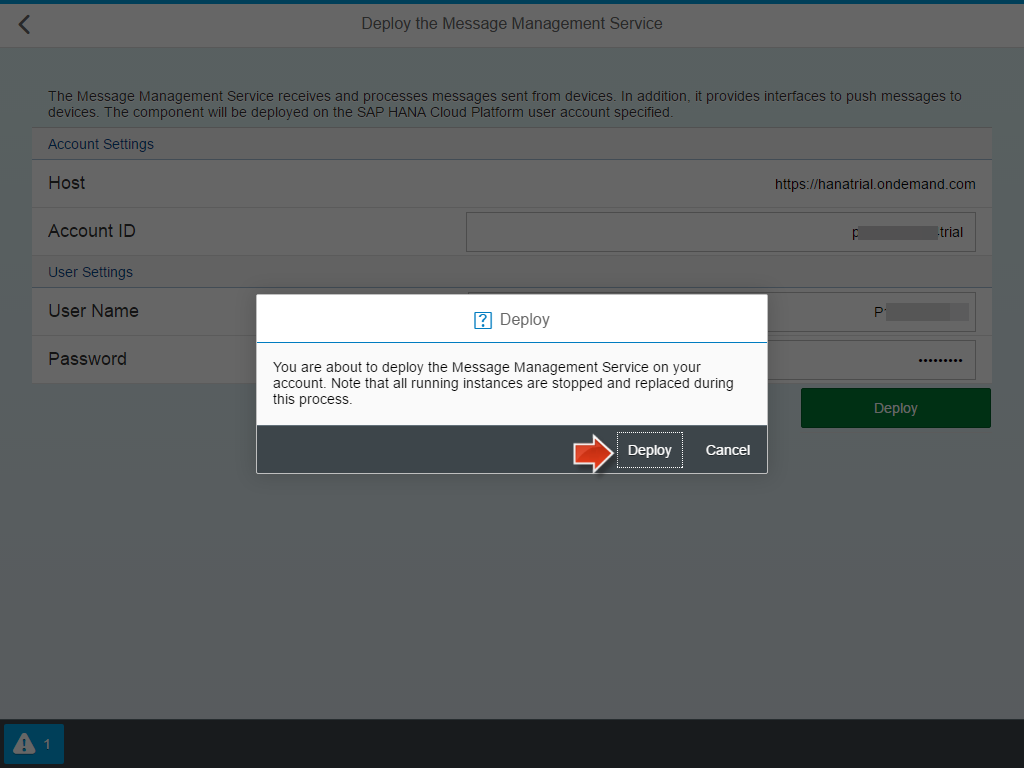 Deploy the Message Management Service
The Message Management Service receives and processes messages sent from devices. In addition, it provides interfaces to push messages to
devices. The component will be deployed on the SAP HANA Cloud Platform user account specified.
Account Settings
Host
https://hanatrial.ondemand.com
Account ID
p trial
User Settings
User Name
P
Password
•••••••••
Deploy
? Deploy
You are about to deploy the Message Management Service on your
account. Note that all running instances are stopped and replaced during
this process.
Deploy Cancel
1